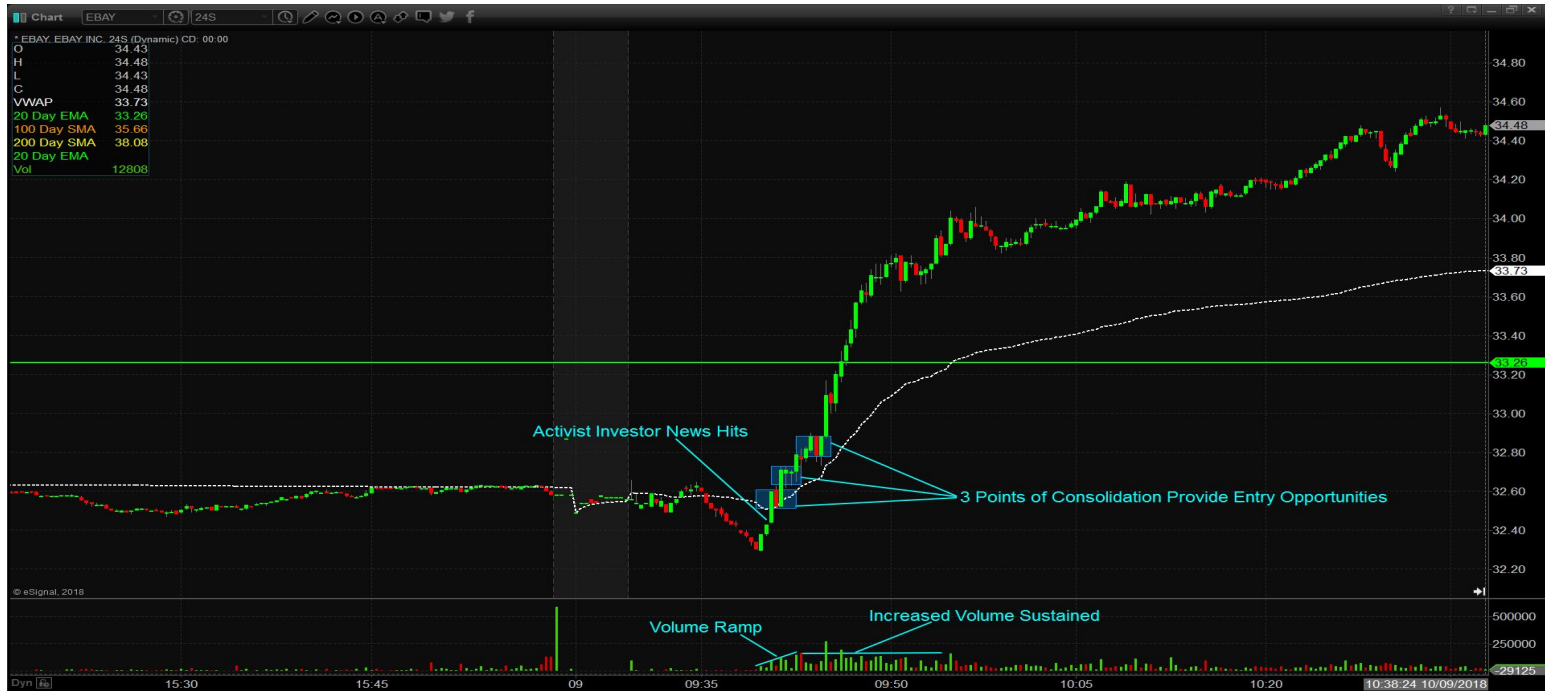 Chart EBAY 24S
* EBAY, EBAY INC. 24S (Dynamic) CD: 00:00
O 34.43
H 34.48
L 34.43
C 34.48
VWAP 33.73
20 Day EMA 33.26
100 Day SMA 35.66
200 Day SMA 38.08
20 Day EMA
Vol 12808
34.80
34.60
34.48
34.40
34.20
34.00
33.80
33.73
33.60
33.40
33.26
33.20
33.00
Activist Investor News Hits
32.80
3 Points of Consolidation Provide Entry Opportunities
32.60
32.40
32.20
© eSignal, 2018
Increased Volume Sustained
500000
Volume Ramp
250000
-29125
Dyn 15:30 15:45 09 09:35 09:50 10:05 10:20 10:38:24 10/09/2018